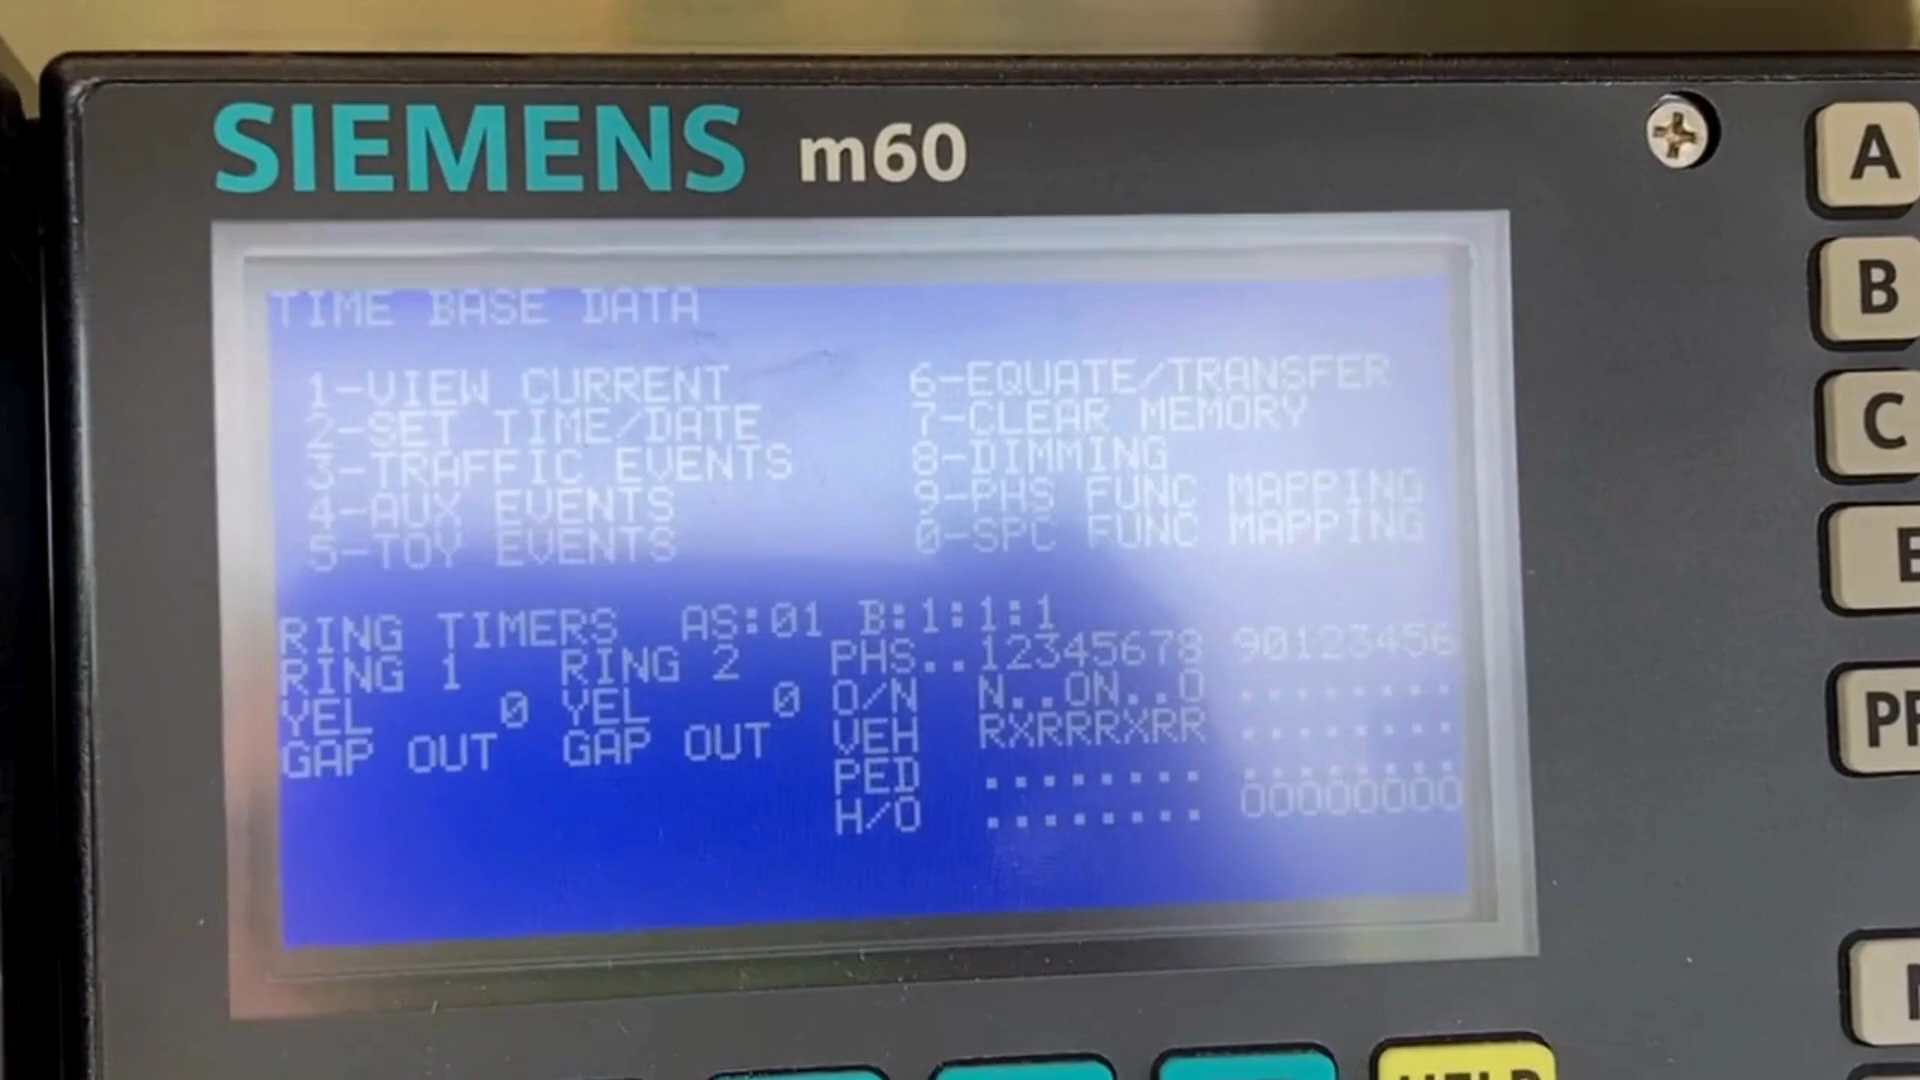 SIEMENS m60
TIME BASE DATA
1-VIEW CURRENT 6-EQUATE/TRANSFER
2-SET TIME/DATE 7-CLEAR MEMORY
3-TRAFFIC EVENTS 8-DIMMING
4-AUX EVENTS 9-PHS FUNC MAPPING
5-TOY EVENTS 0-SPC FUNC MAPPING
RING TIMERS AS:01 B:1:1:1
RING 1 RING 2 PHS..12345678 90123456
YEL 0 YEL 0 O/N N..ON..O ........
GAP OUT GAP OUT VEH RXRRRXRR ........
PED ........ ........
H/O ........ 00000000
A
B
C